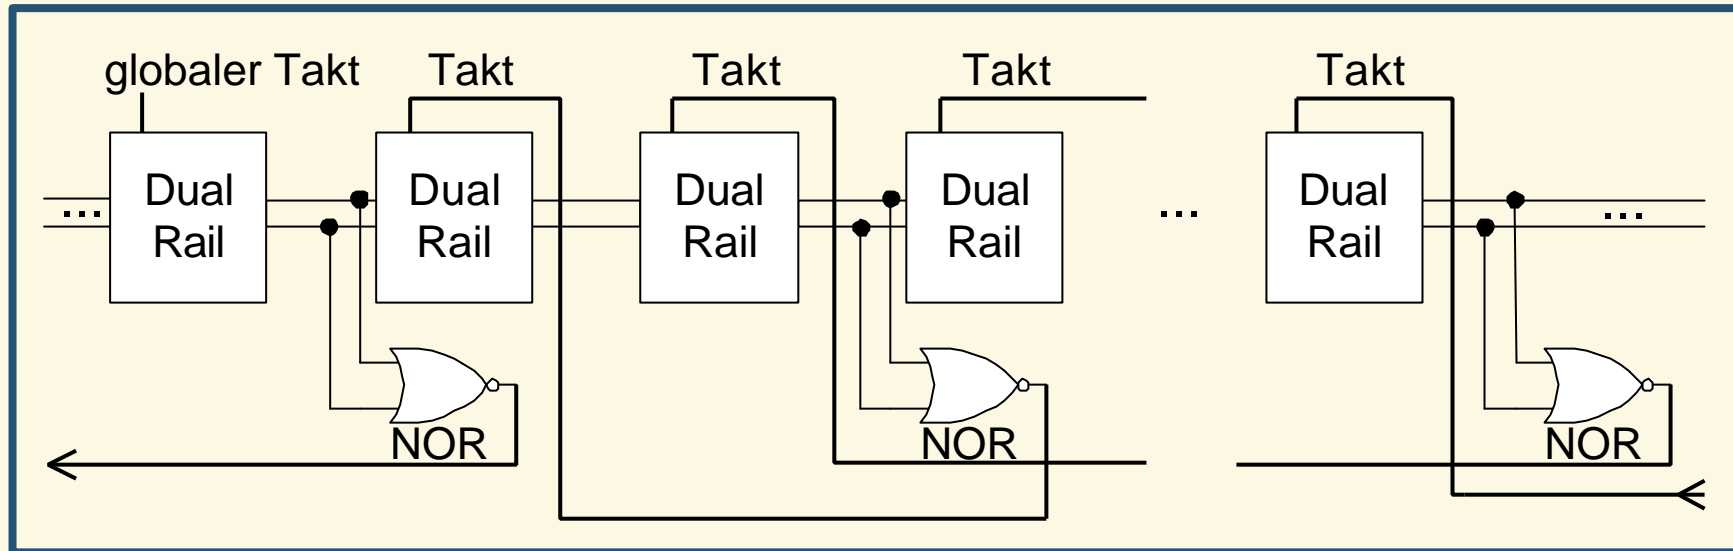 globaler Takt Takt Takt Takt Takt
Dual Dual Dual Dual Dual
Rail Rail Rail Rail Rail
... ... ...
NOR NOR NOR